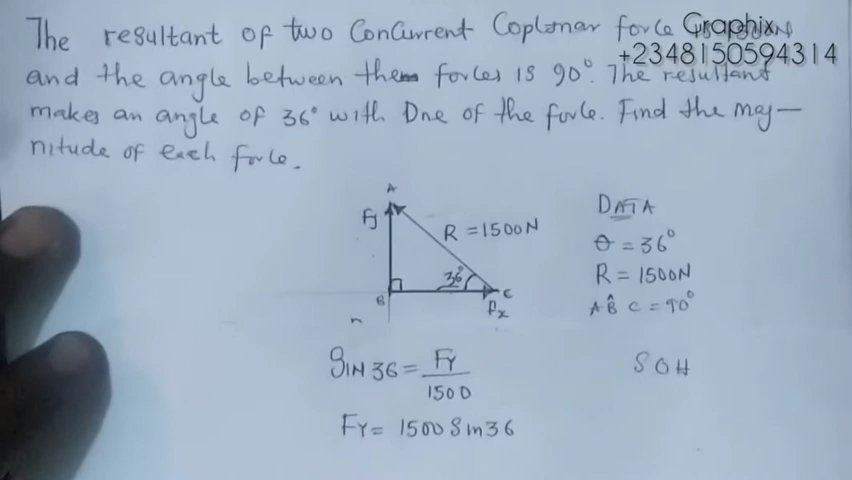 The resultant of two Concurrent Coplanar force Graphix
+2348150594314
and the angle between them forces is 90°. The resultant
makes an angle of 36° with One of the force. Find the mag-
nitude of each force.
A
Fy
R = 1500N
36°
B
C
Fx
n
DATA
θ = 36°
R = 1500N
AB̂C = 90°
Sin 36 = Fy
1500
SOH
Fy = 1500 Sin36